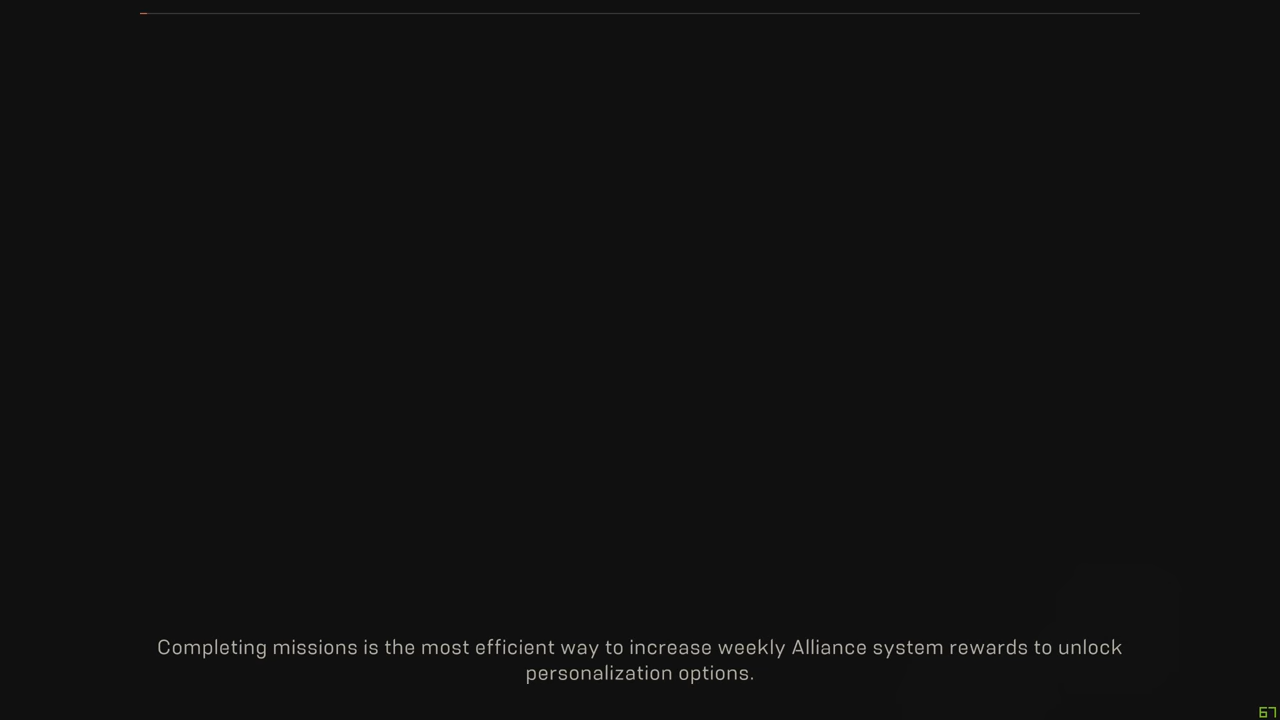 Completing missions is the most efficient way to increase weekly Alliance system rewards to unlock
personalization options.
67